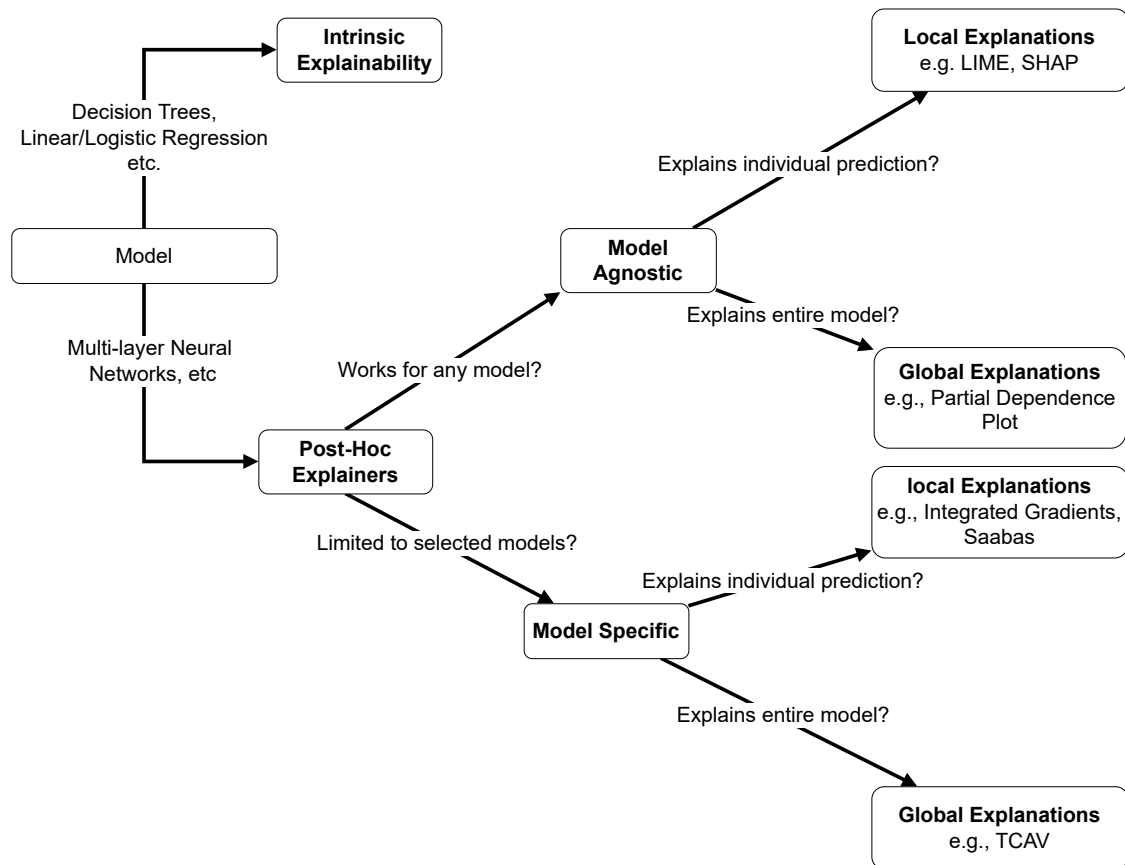 Intrinsic
Explainability
Decision Trees,
Linear/Logistic Regression
etc.
Model
Multi-layer Neural
Networks, etc
Post-Hoc
Explainers
Works for any model?
Limited to selected models?
Model
Agnostic
Explains individual prediction?
Local Explanations
e.g. LIME, SHAP
Explains entire model?
Global Explanations
e.g., Partial Dependence
Plot
Model Specific
Explains individual prediction?
local Explanations
e.g., Integrated Gradients,
Saabas
Explains entire model?
Global Explanations
e.g., TCAV